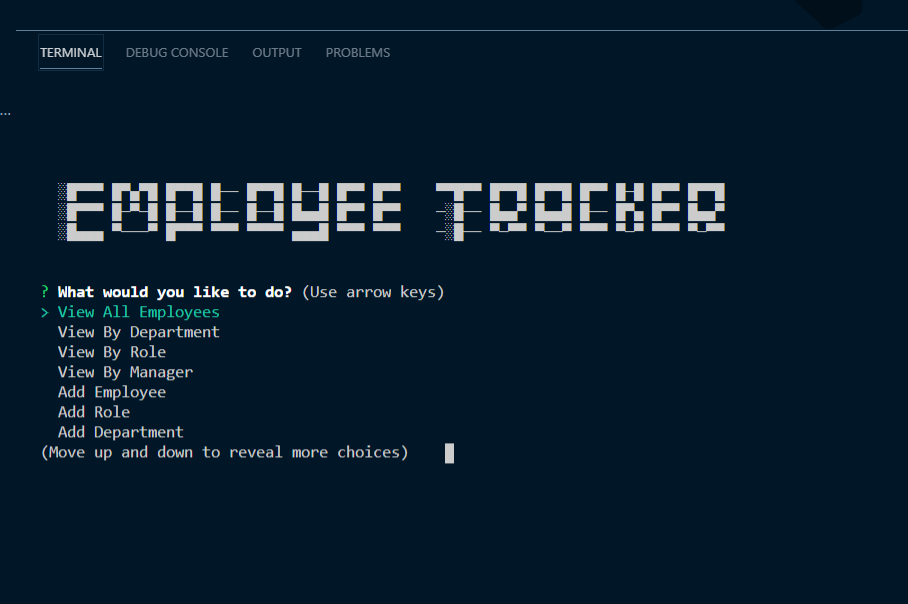 TERMINAL DEBUG CONSOLE OUTPUT PROBLEMS
...
EMPLOYEE TRACKER
? What would you like to do? (Use arrow keys)
> View All Employees
View By Department
View By Role
View By Manager
Add Employee
Add Role
Add Department
(Move up and down to reveal more choices)